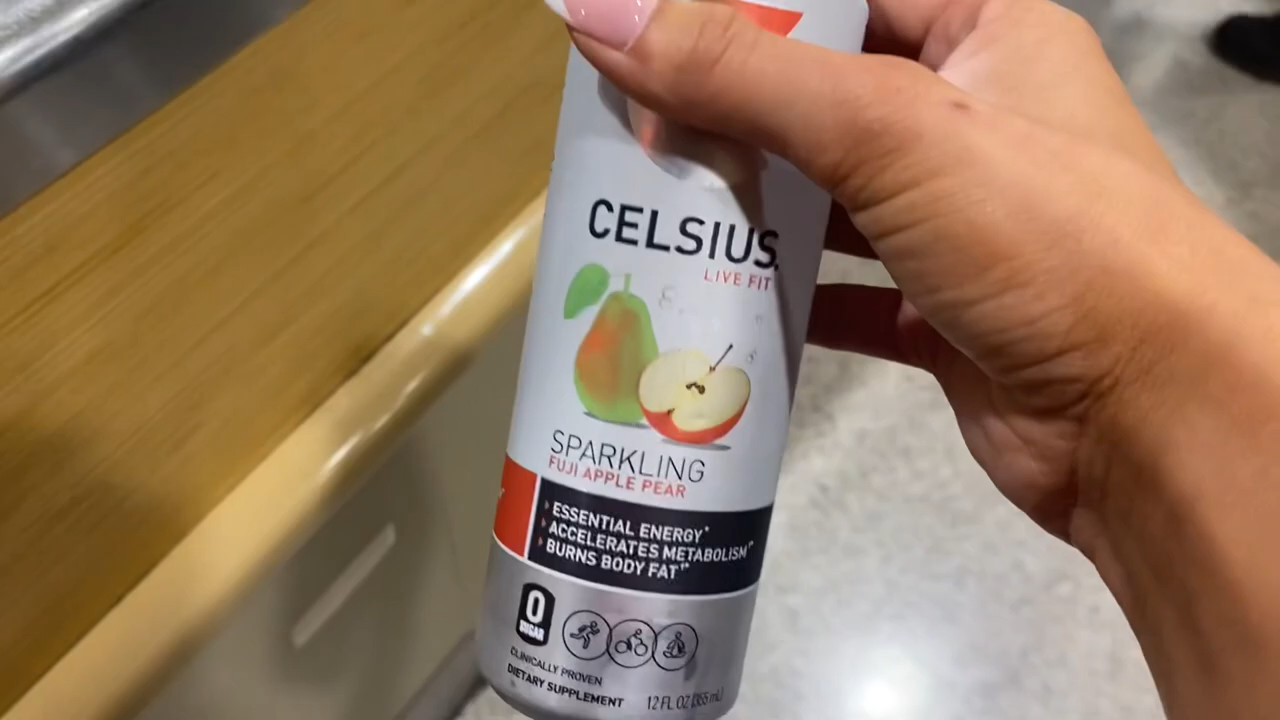 CELSIUS.
LIVE FIT
SPARKLING
FUJI APPLE PEAR
ESSENTIAL ENERGY*
ACCELERATES METABOLISM†*
BURNS BODY FAT†*
0
SUGAR
CLINICALLY PROVEN
DIETARY SUPPLEMENT
12 FL OZ (355 mL)